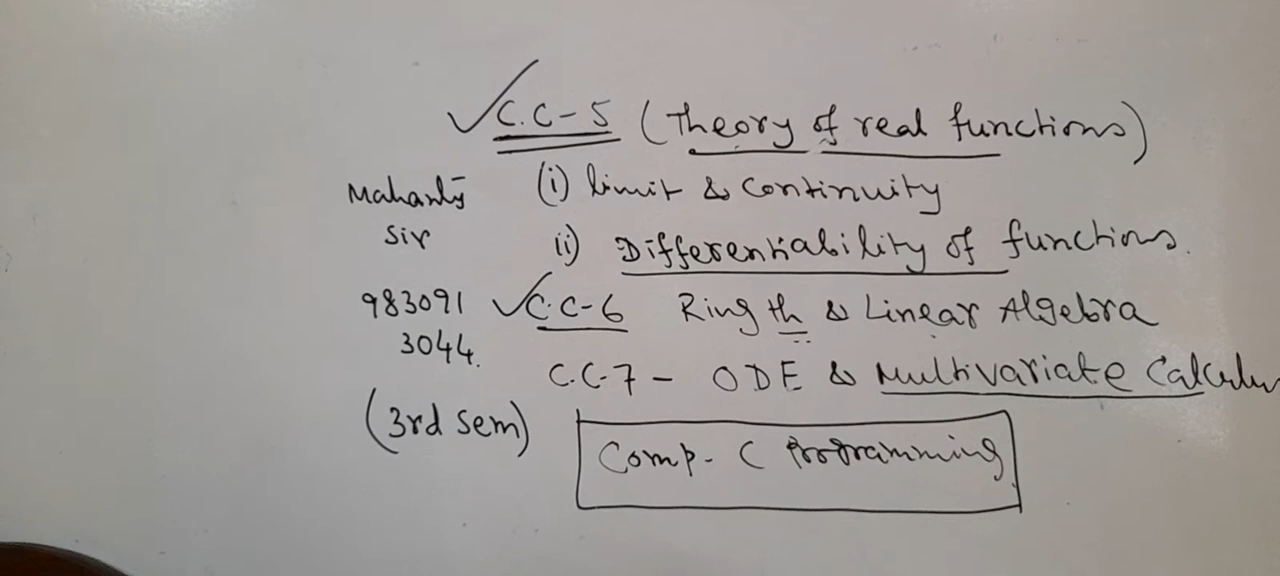 ✓C.C-5 (Theory of real functions)
(i) limit & Continuity
ii) Differentiability of functions.
Mahanty
Sir
983091
3044.
(3rd Sem)
✓C.C-6 Ring th & Linear Algebra
C.C-7 - ODE & Multivariate Calculus
Comp. C Programming